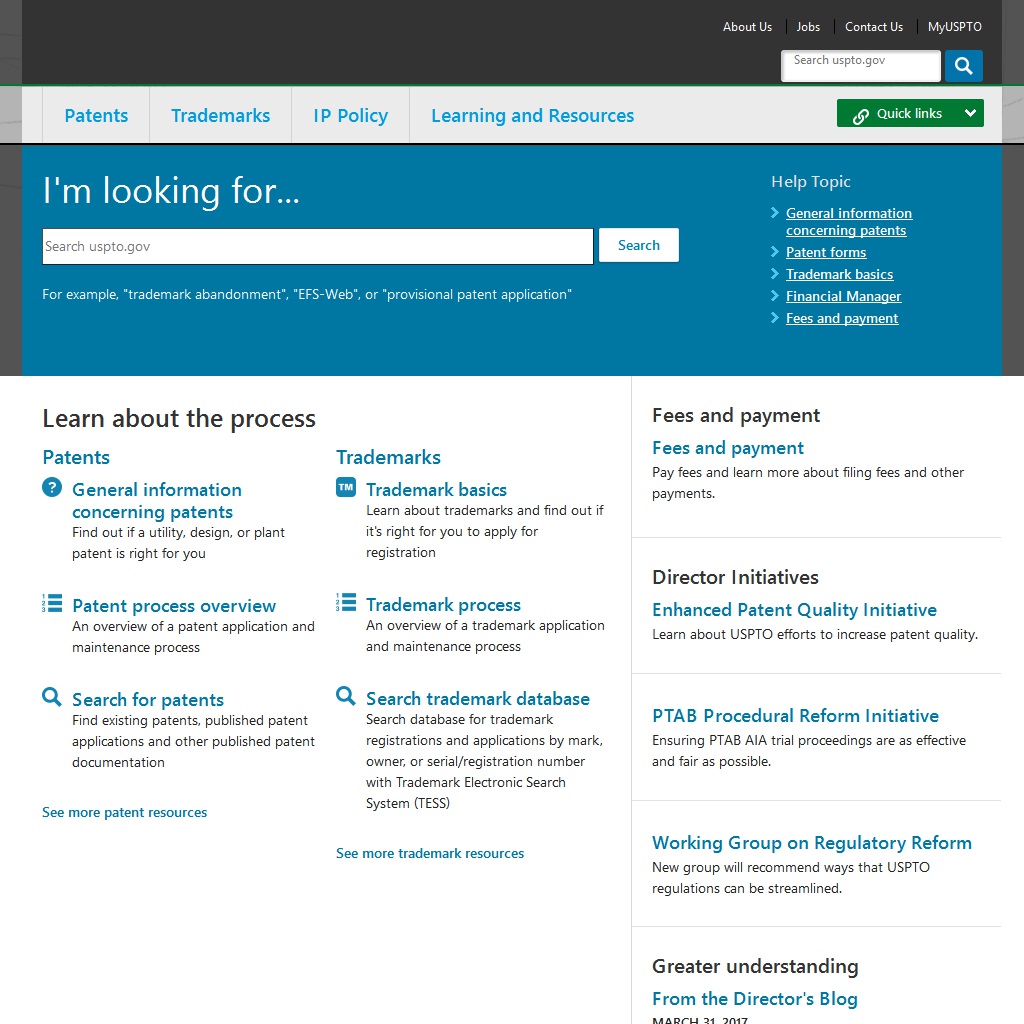 About Us
Jobs
Contact Us
MyUSPTO
Search uspto.gov
Patents
Trademarks
IP Policy
Learning and Resources
Quick links
I'm looking for...
Search uspto.gov
Search
For example, "trademark abandonment", "EFS-Web", or "provisional patent application"
Help Topic
General information
concerning patents
Patent forms
Trademark basics
Financial Manager
Fees and payment
Learn about the process
Patents
?
General information
concerning patents
Find out if a utility, design, or plant
patent is right for you
1
2
3
Patent process overview
An overview of a patent application and
maintenance process
Search for patents
Find existing patents, published patent
applications and other published patent
documentation
See more patent resources
Trademarks
TM
Trademark basics
Learn about trademarks and find out if
it's right for you to apply for
registration
1
2
3
Trademark process
An overview of a trademark application
and maintenance process
Search trademark database
Search database for trademark
registrations and applications by mark,
owner, or serial/registration number
with Trademark Electronic Search
System (TESS)
See more trademark resources
Fees and payment
Fees and payment
Pay fees and learn more about filing fees and other
payments.
Director Initiatives
Enhanced Patent Quality Initiative
Learn about USPTO efforts to increase patent quality.
PTAB Procedural Reform Initiative
Ensuring PTAB AIA trial proceedings are as effective
and fair as possible.
Working Group on Regulatory Reform
New group will recommend ways that USPTO
regulations can be streamlined.
Greater understanding
From the Director's Blog
MARCH 31, 2017